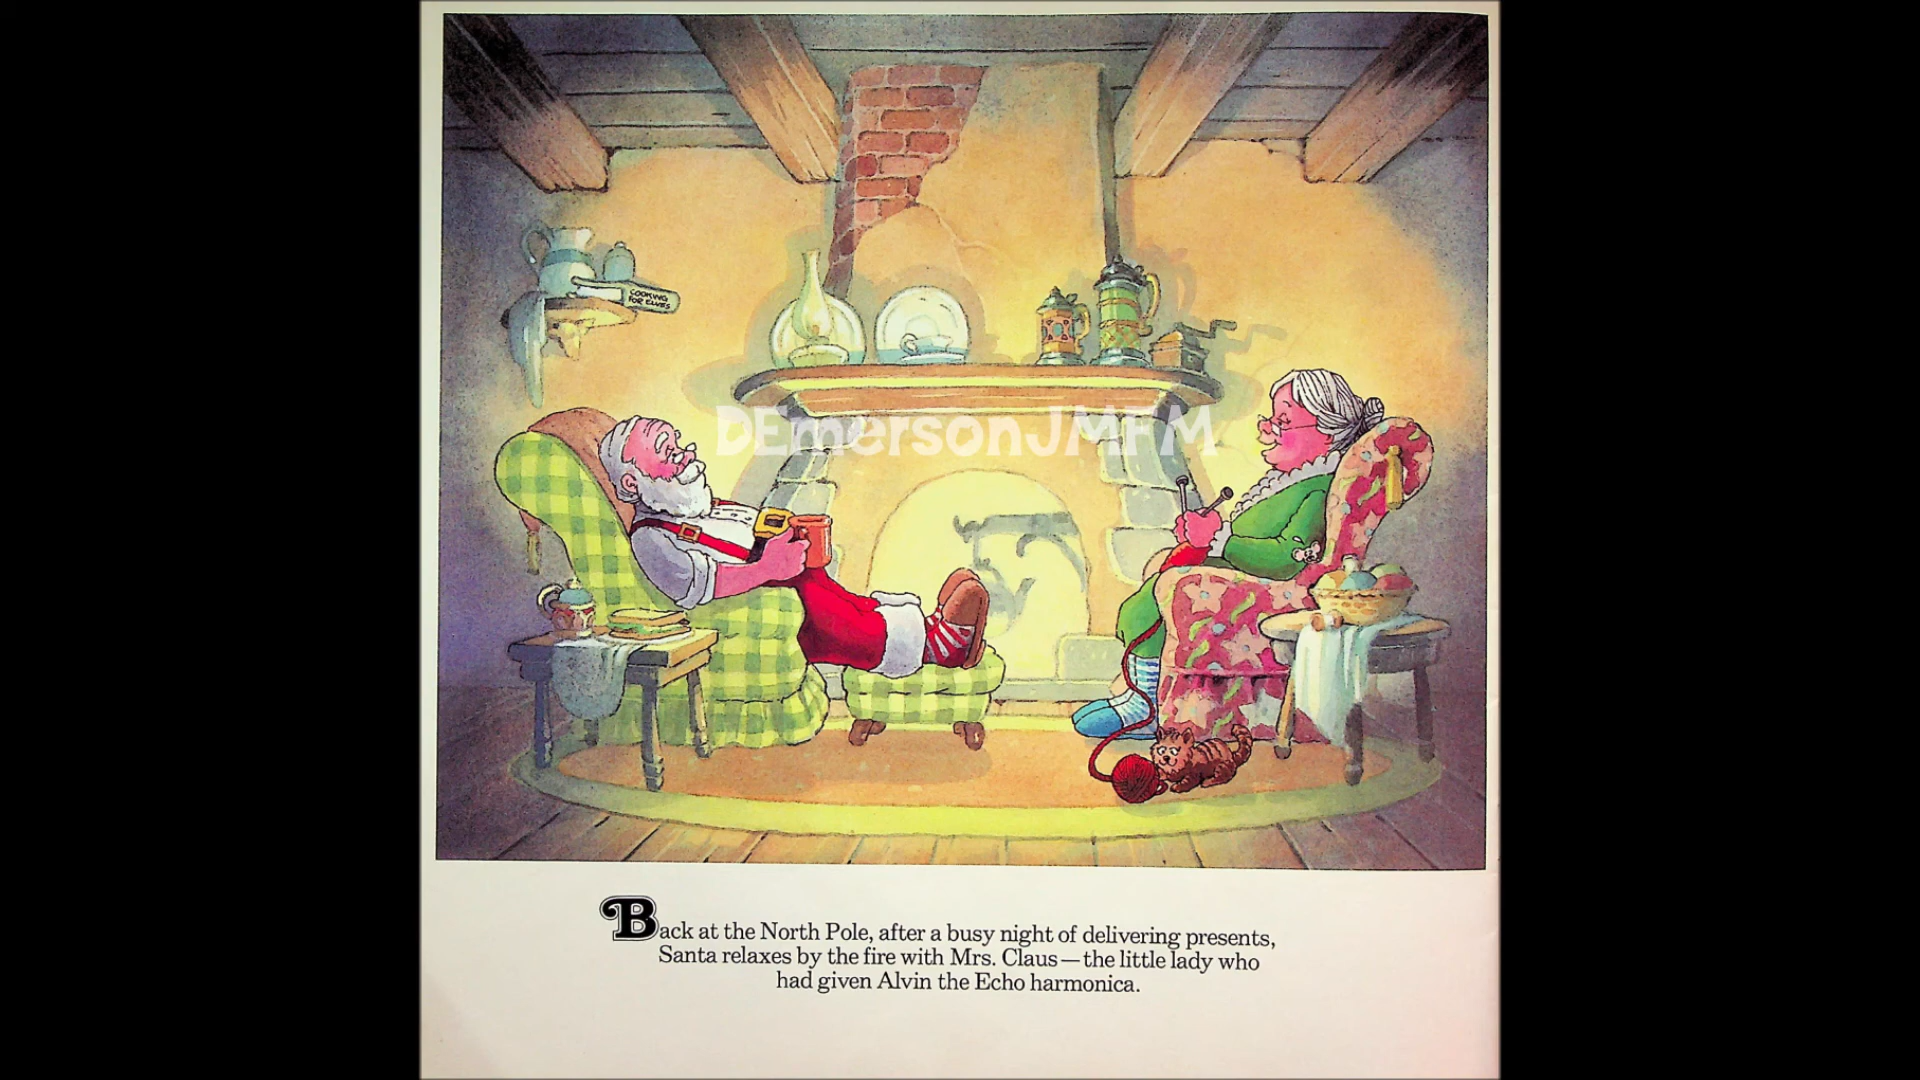 COOKING
FOR ELVES
DEmersonJMFM
Back at the North Pole, after a busy night of delivering presents,
Santa relaxes by the fire with Mrs. Claus—the little lady who
had given Alvin the Echo harmonica.